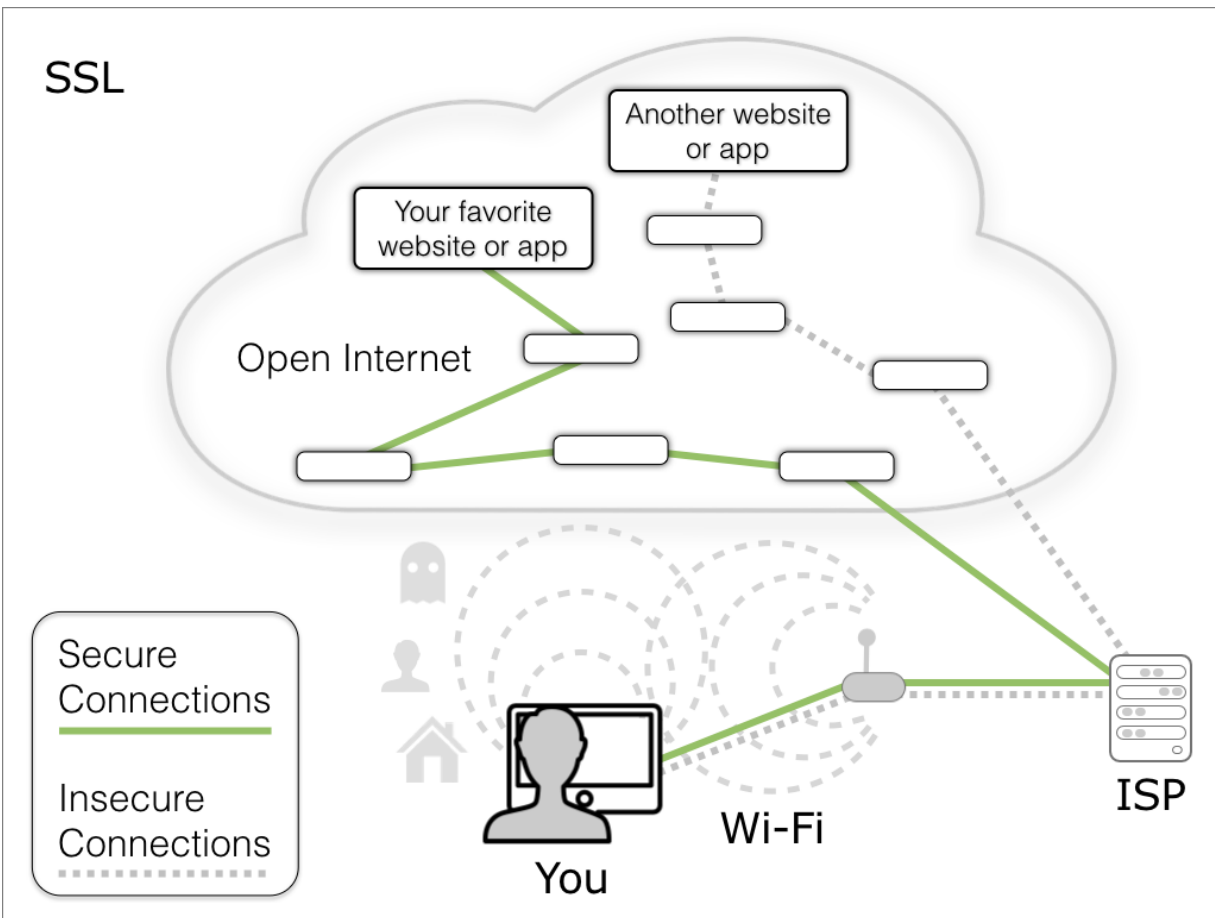 SSL
Another website
or app
Your favorite
website or app
Open Internet
Secure
Connections
Insecure
Connections
Wi-Fi
ISP
You